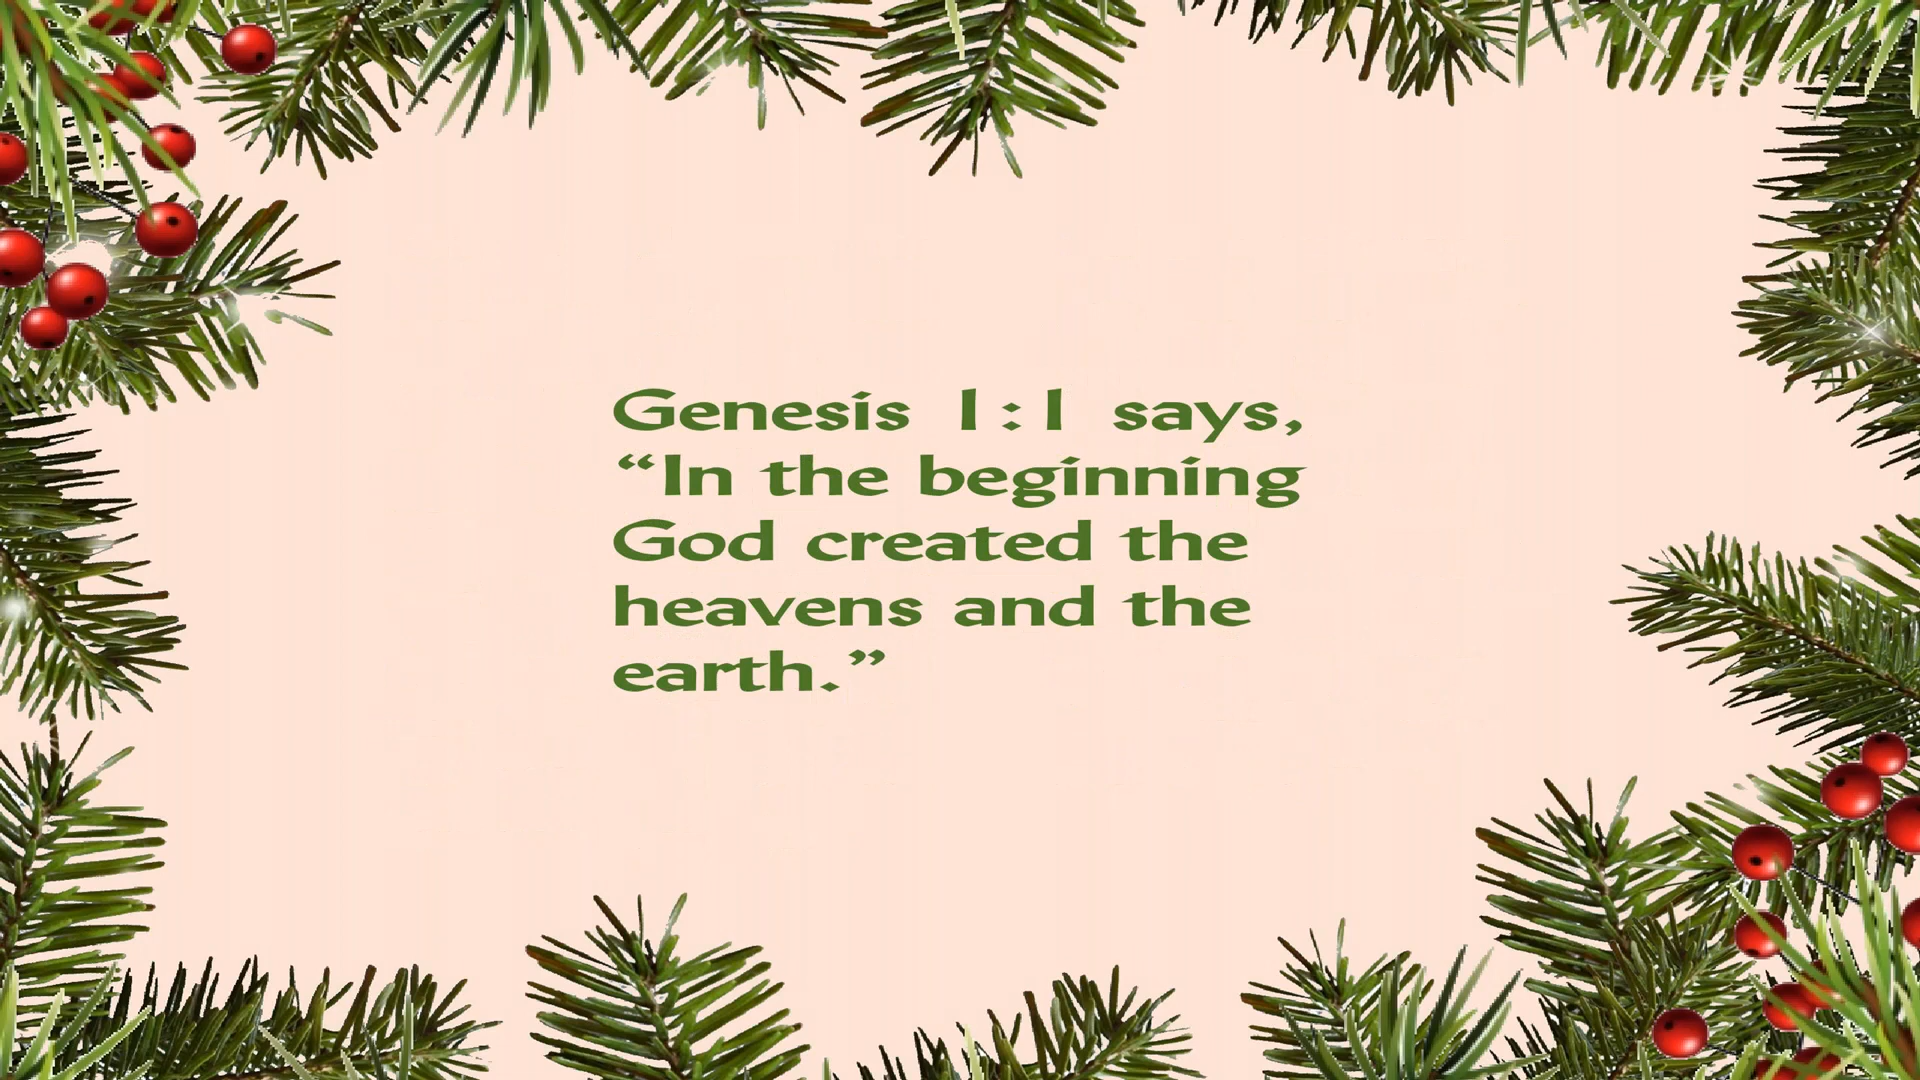 Genesis 1:1 says,
“In the beginning
God created the
heavens and the
earth.”